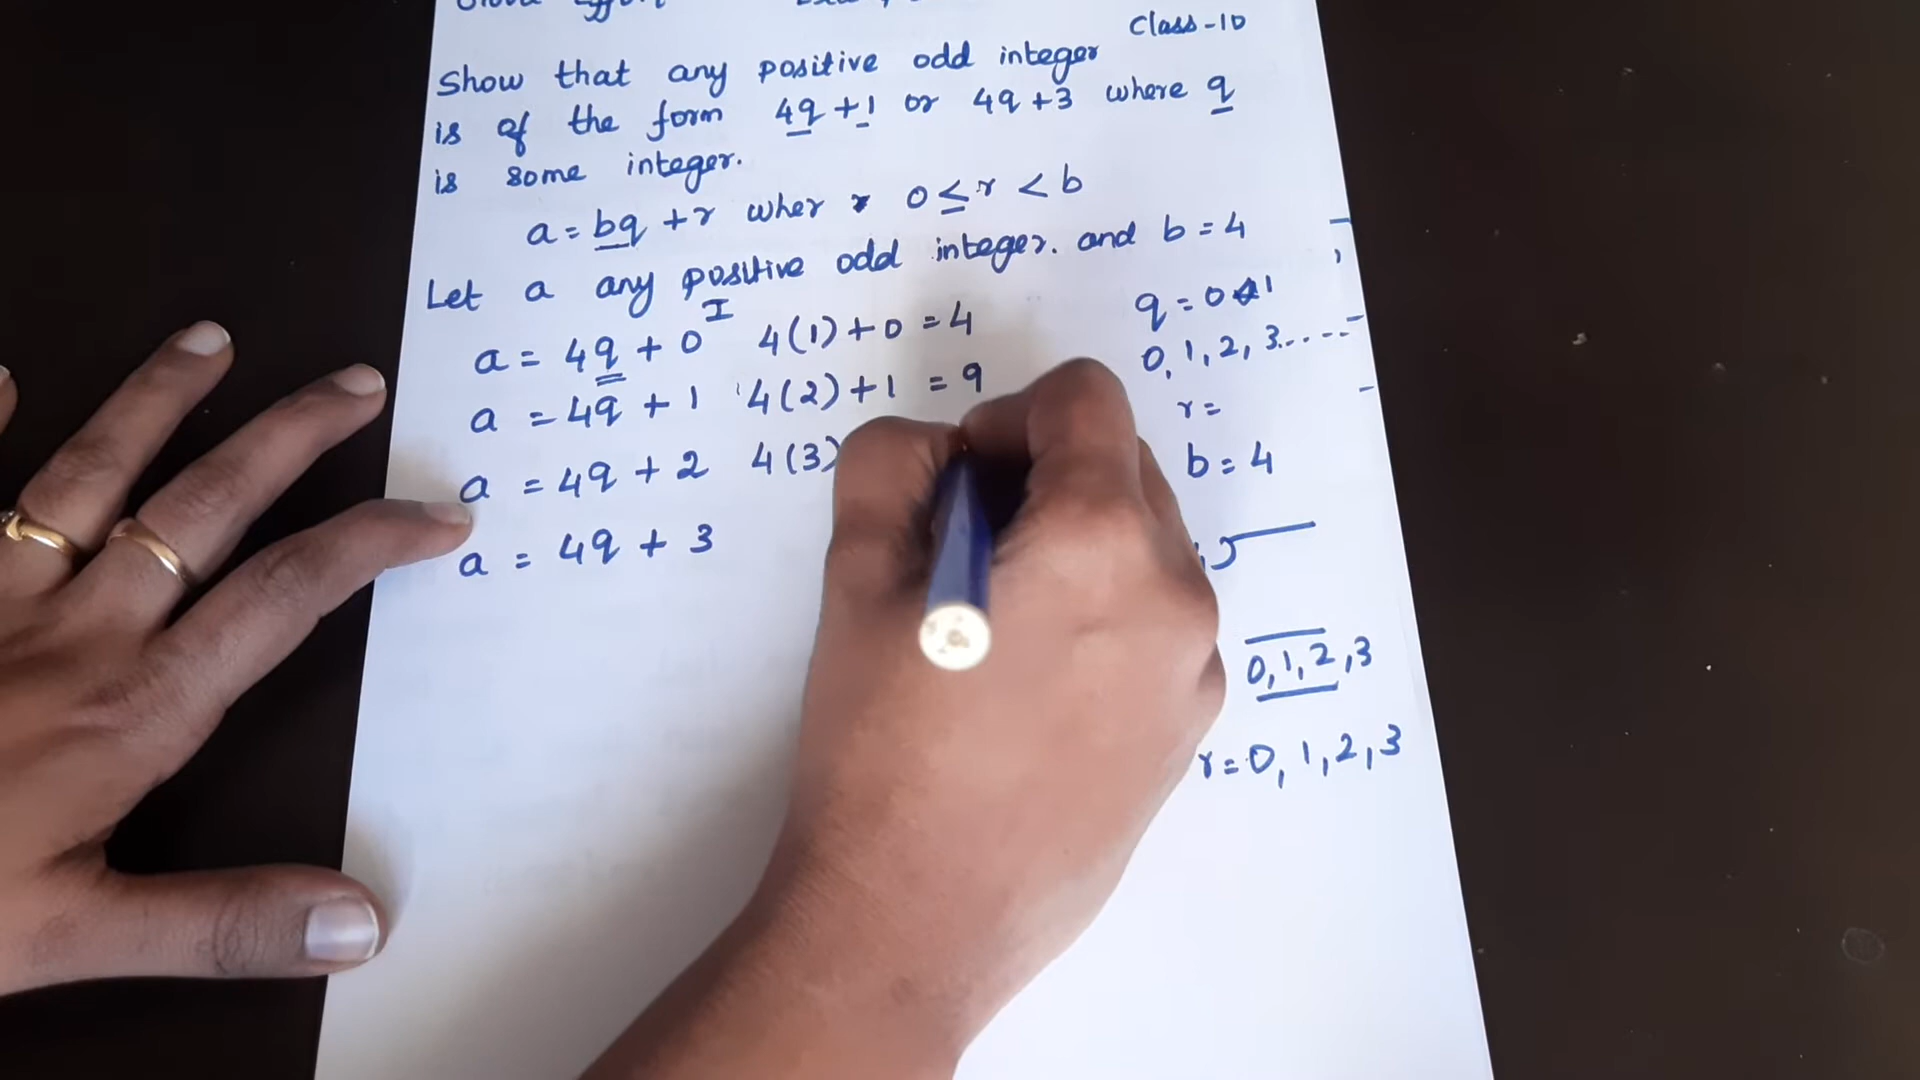 Class-10
Show that any positive odd integer
is of the form 4q + 1 or 4q + 3 where q
is some integer.
a = bq + r wher r 0 ≤ r < b
Let a any positive odd integer. and b = 4
a = 4q + 0 4(1) + 0 = 4
a = 4q + 1 4(2) + 1 = 9
a = 4q + 2 4(3)
a = 4q + 3
q = 0 1
0, 1, 2, 3.....
r =
b = 4
0, 1, 2, 3
r = 0, 1, 2, 3